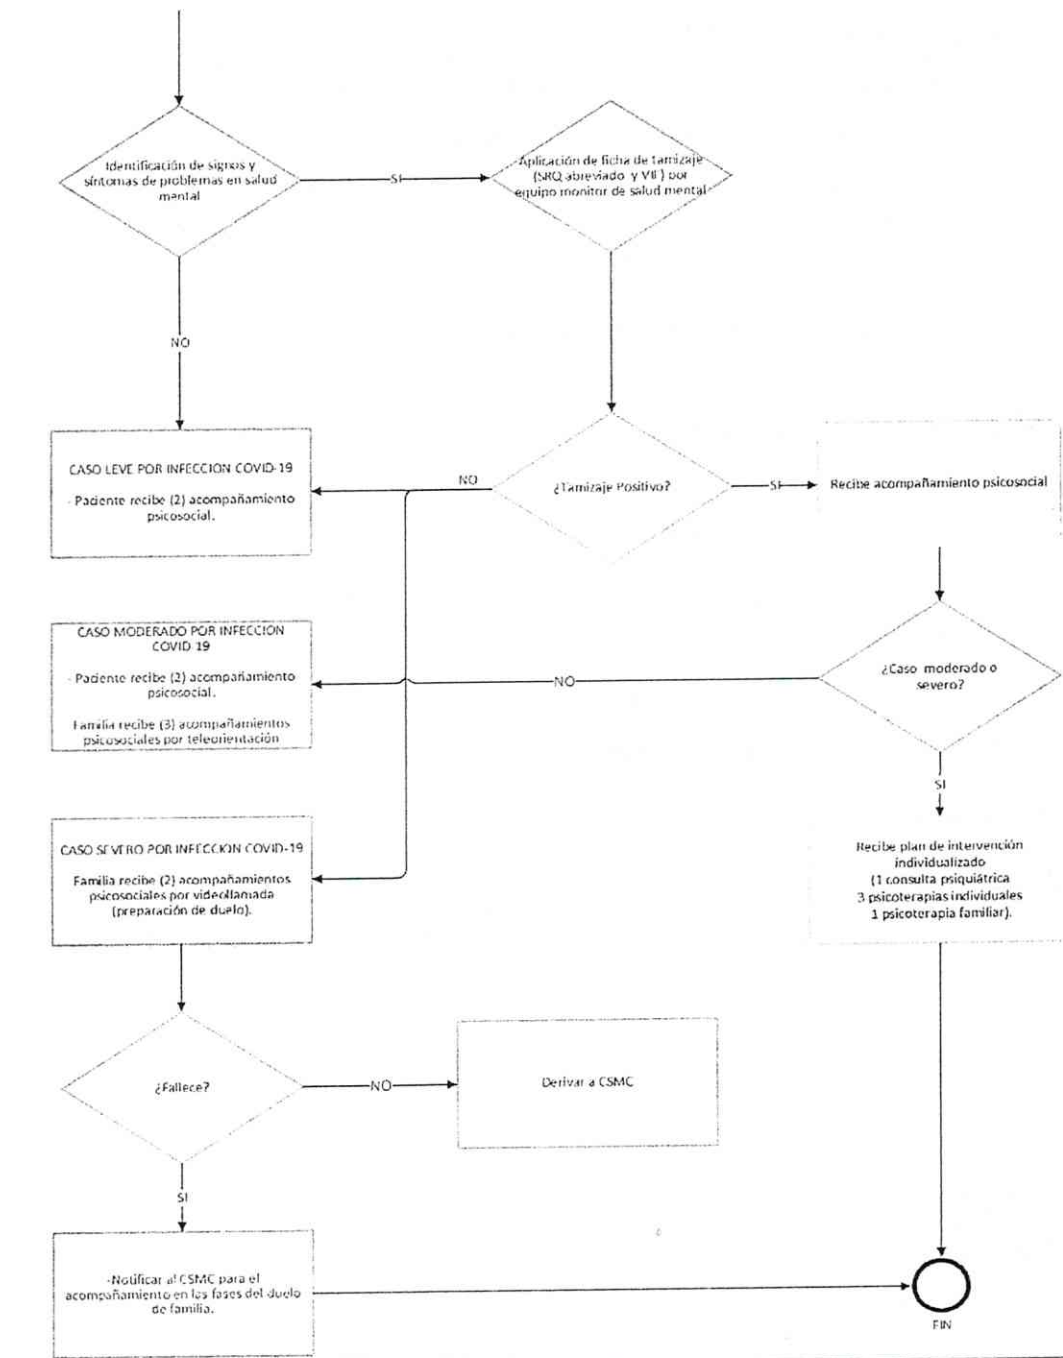 Identificación de signos y
síntomas de problemas en salud
mental
SI
Aplicación de ficha de tamizaje
(SRQ abreviado y VIF) por
equipo monitor de salud mental
NO
CASO LEVE POR INFECCION COVID-19
- Paciente recibe (2) acompañamiento
psicosocial.
NO
¿Tamizaje Positivo?
SI
Recibe acompañamiento psicosocial
CASO MODERADO POR INFECCION
COVID-19
- Paciente recibe (2) acompañamiento
psicosocial.
Familia recibe (3) acompañamientos
psicosociales por teleorientación
NO
¿Caso moderado o
severo?
SI
CASO SEVERO POR INFECCION COVID-19
Familia recibe (2) acompañamientos
psicosociales por videollamada
(preparación de duelo).
Recibe plan de intervención
individualizado
(1 consulta psiquiátrica
3 psicoterapias individuales
1 psicoterapia familiar).
¿Fallece?
NO
Derivar a CSMC
SI
-Notificar al CSMC para el
acompañamiento en las fases del duelo
de familia.
FIN